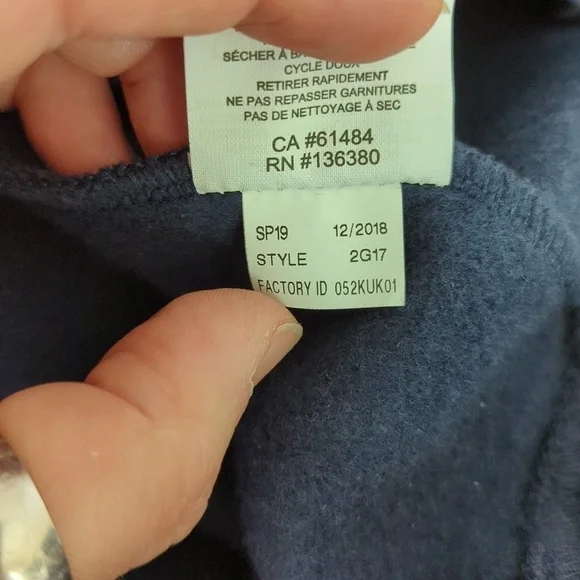 SÉCHER À
CYCLE DOUX
RETIRER RAPIDEMENT
NE PAS REPASSER GARNITURES
PAS DE NETTOYAGE À SEC
CA #61484
RN #136380
SP19 12/2018
STYLE 2G17
FACTORY ID 052KUK01